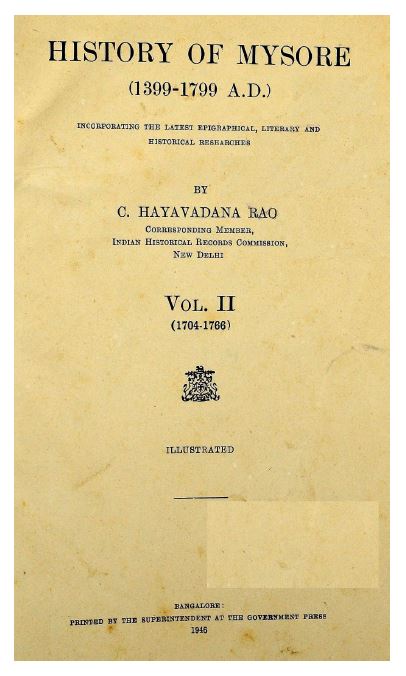 HISTORY OF MYSORE
(1399-1799 A.D.)
INCORPORATING THE LATEST EPIGRAPHICAL, LITERARY AND
HISTORICAL RESEARCHES
BY
C. HAYAVADANA RAO
CORRESPONDING MEMBER,
INDIAN HISTORICAL RECORDS COMMISSION,
NEW DELHI
VOL. II
(1704-1766)
ILLUSTRATED
BANGALORE:
PRINTED BY THE SUPERINTENDENT AT THE GOVERNMENT PRESS
1946